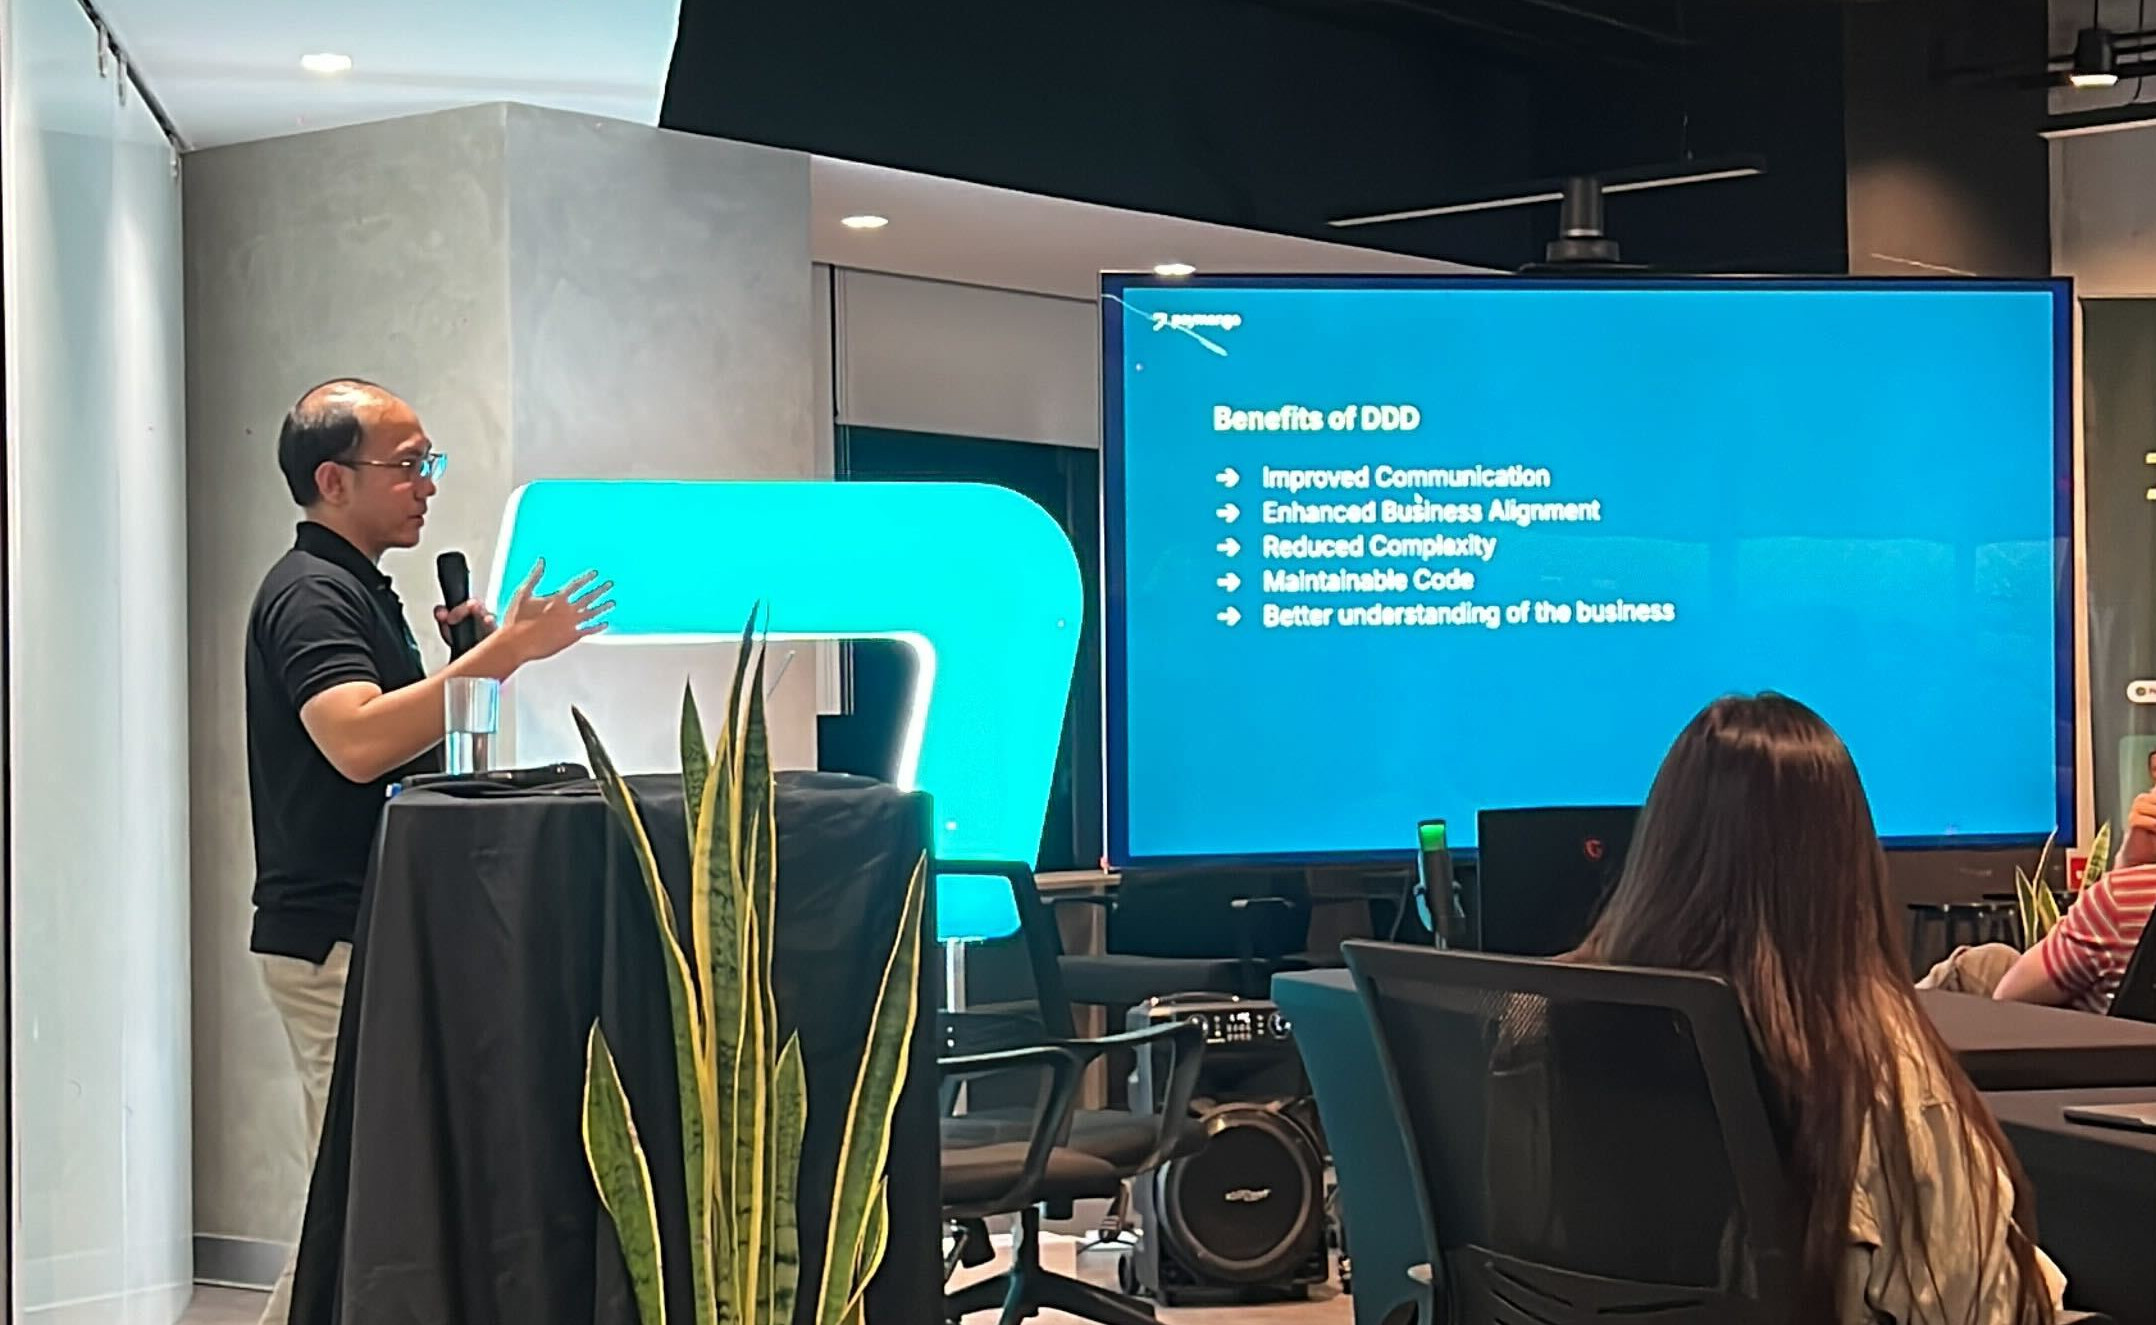 paymongo
Benefits of DDD
➔ Improved Communication
➔ Enhanced Business Alignment
➔ Reduced Complexity
➔ Maintainable Code
➔ Better understanding of the business